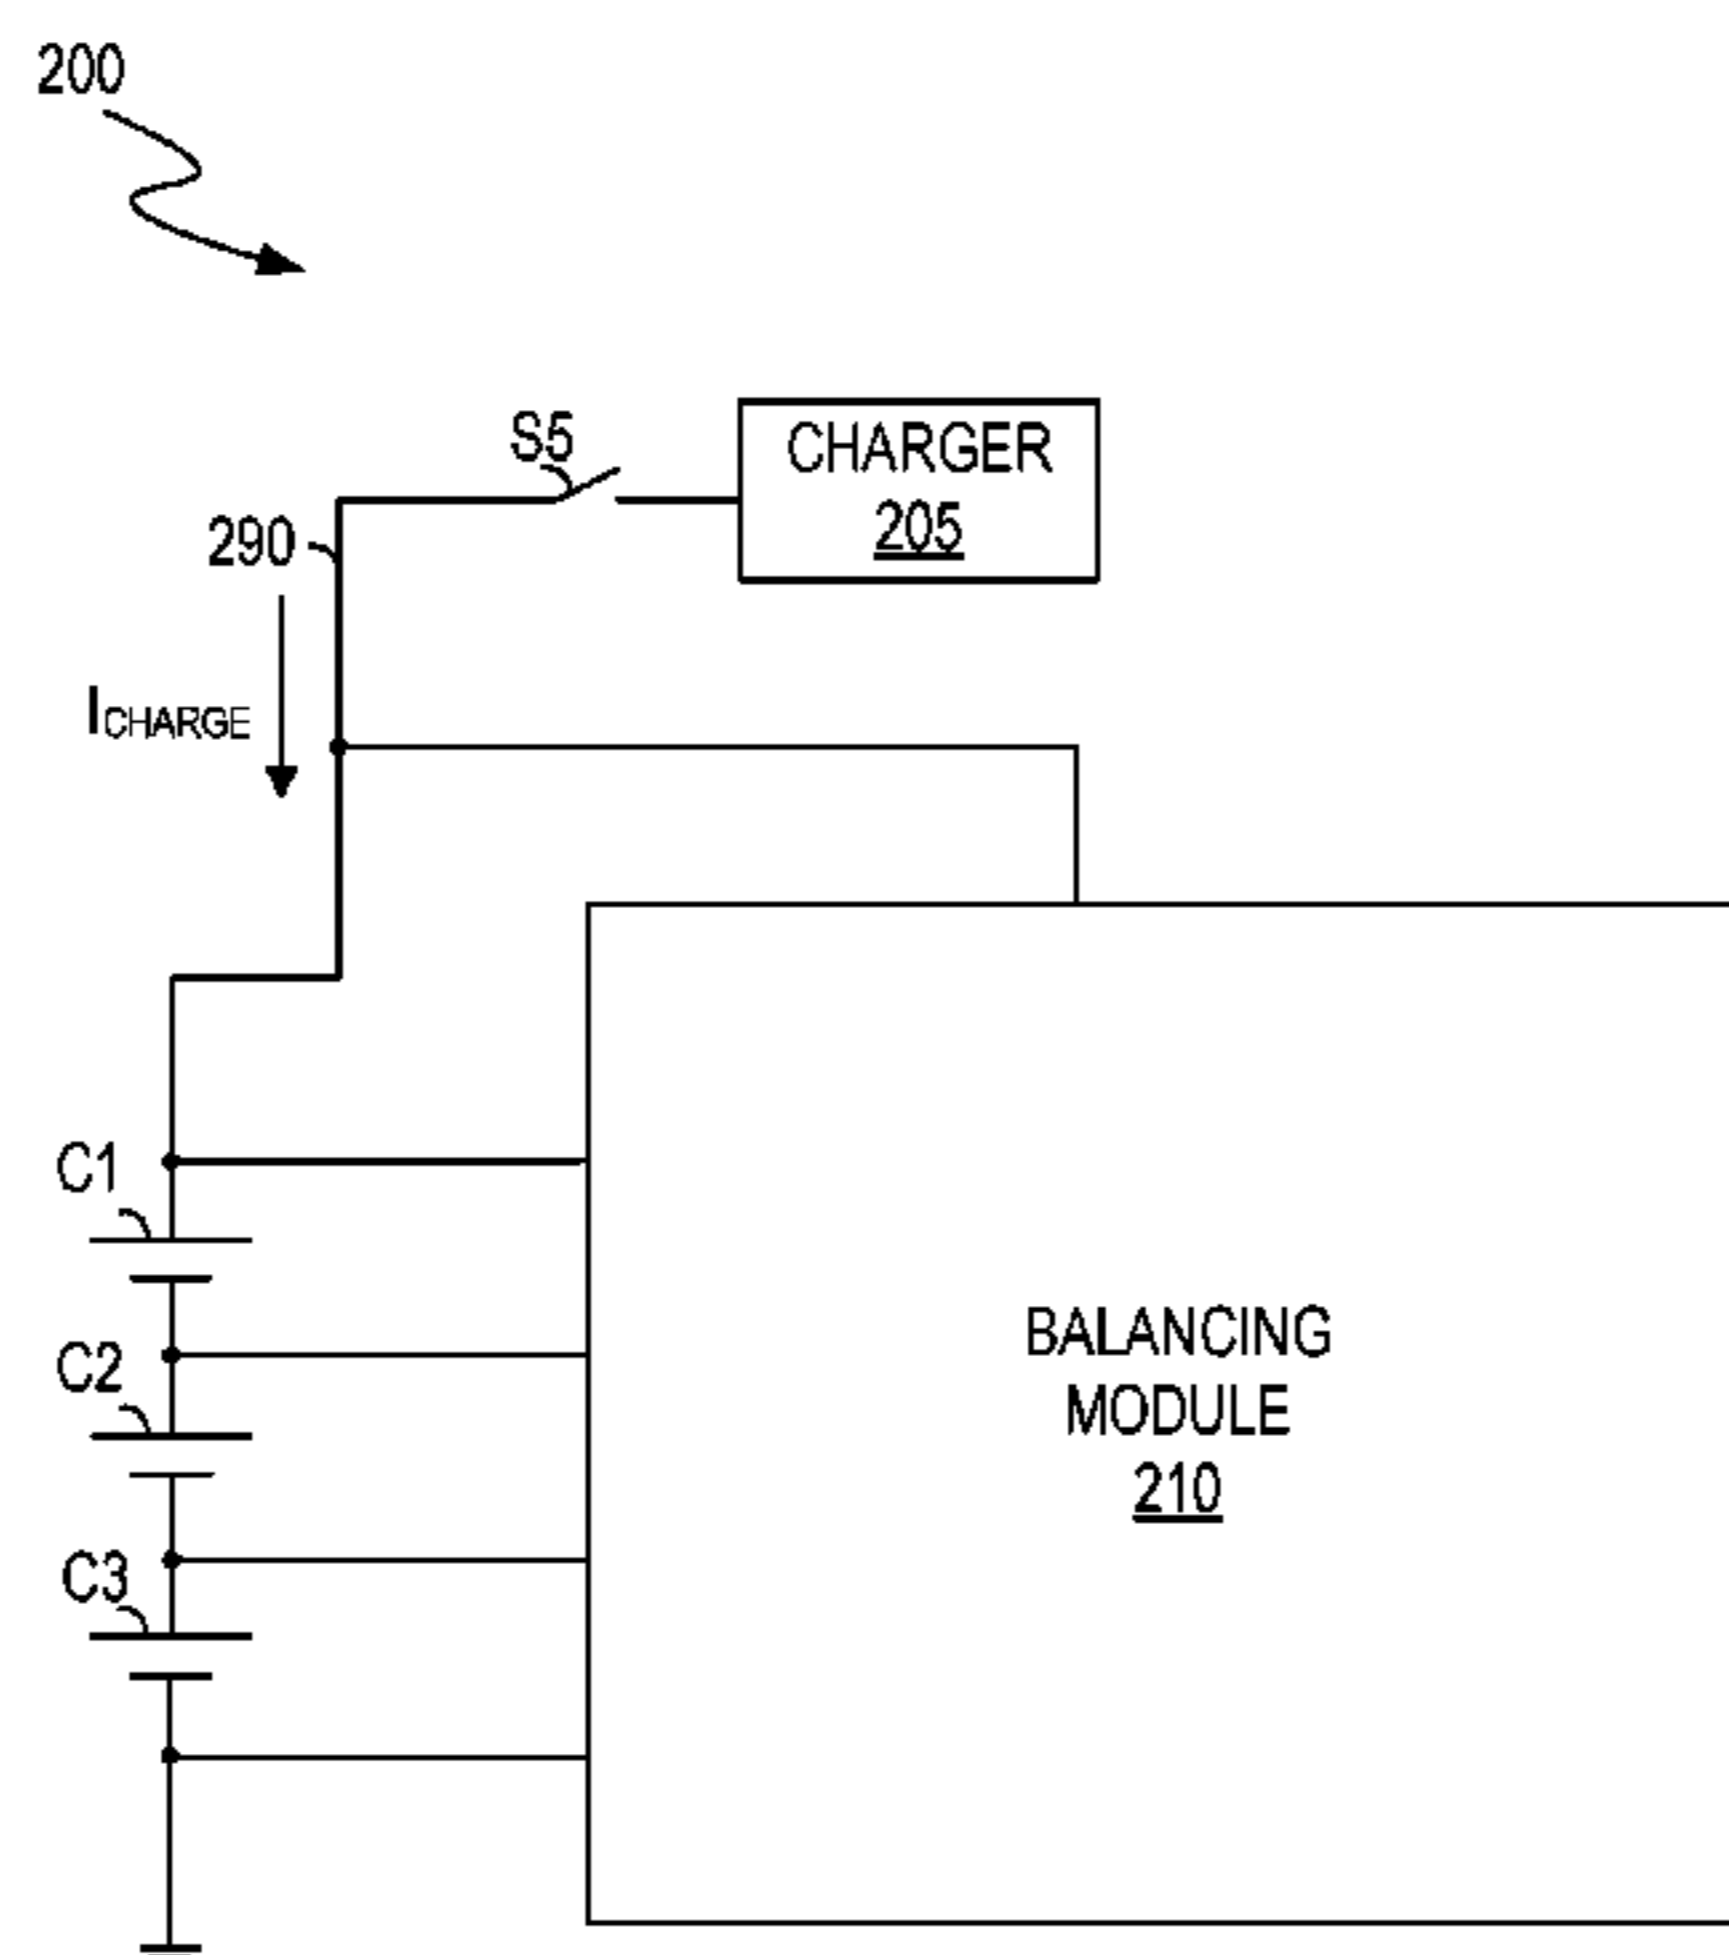 200
S5
CHARGER
205
290
ICHARGE
C1
C2
C3
BALANCING
MODULE
210